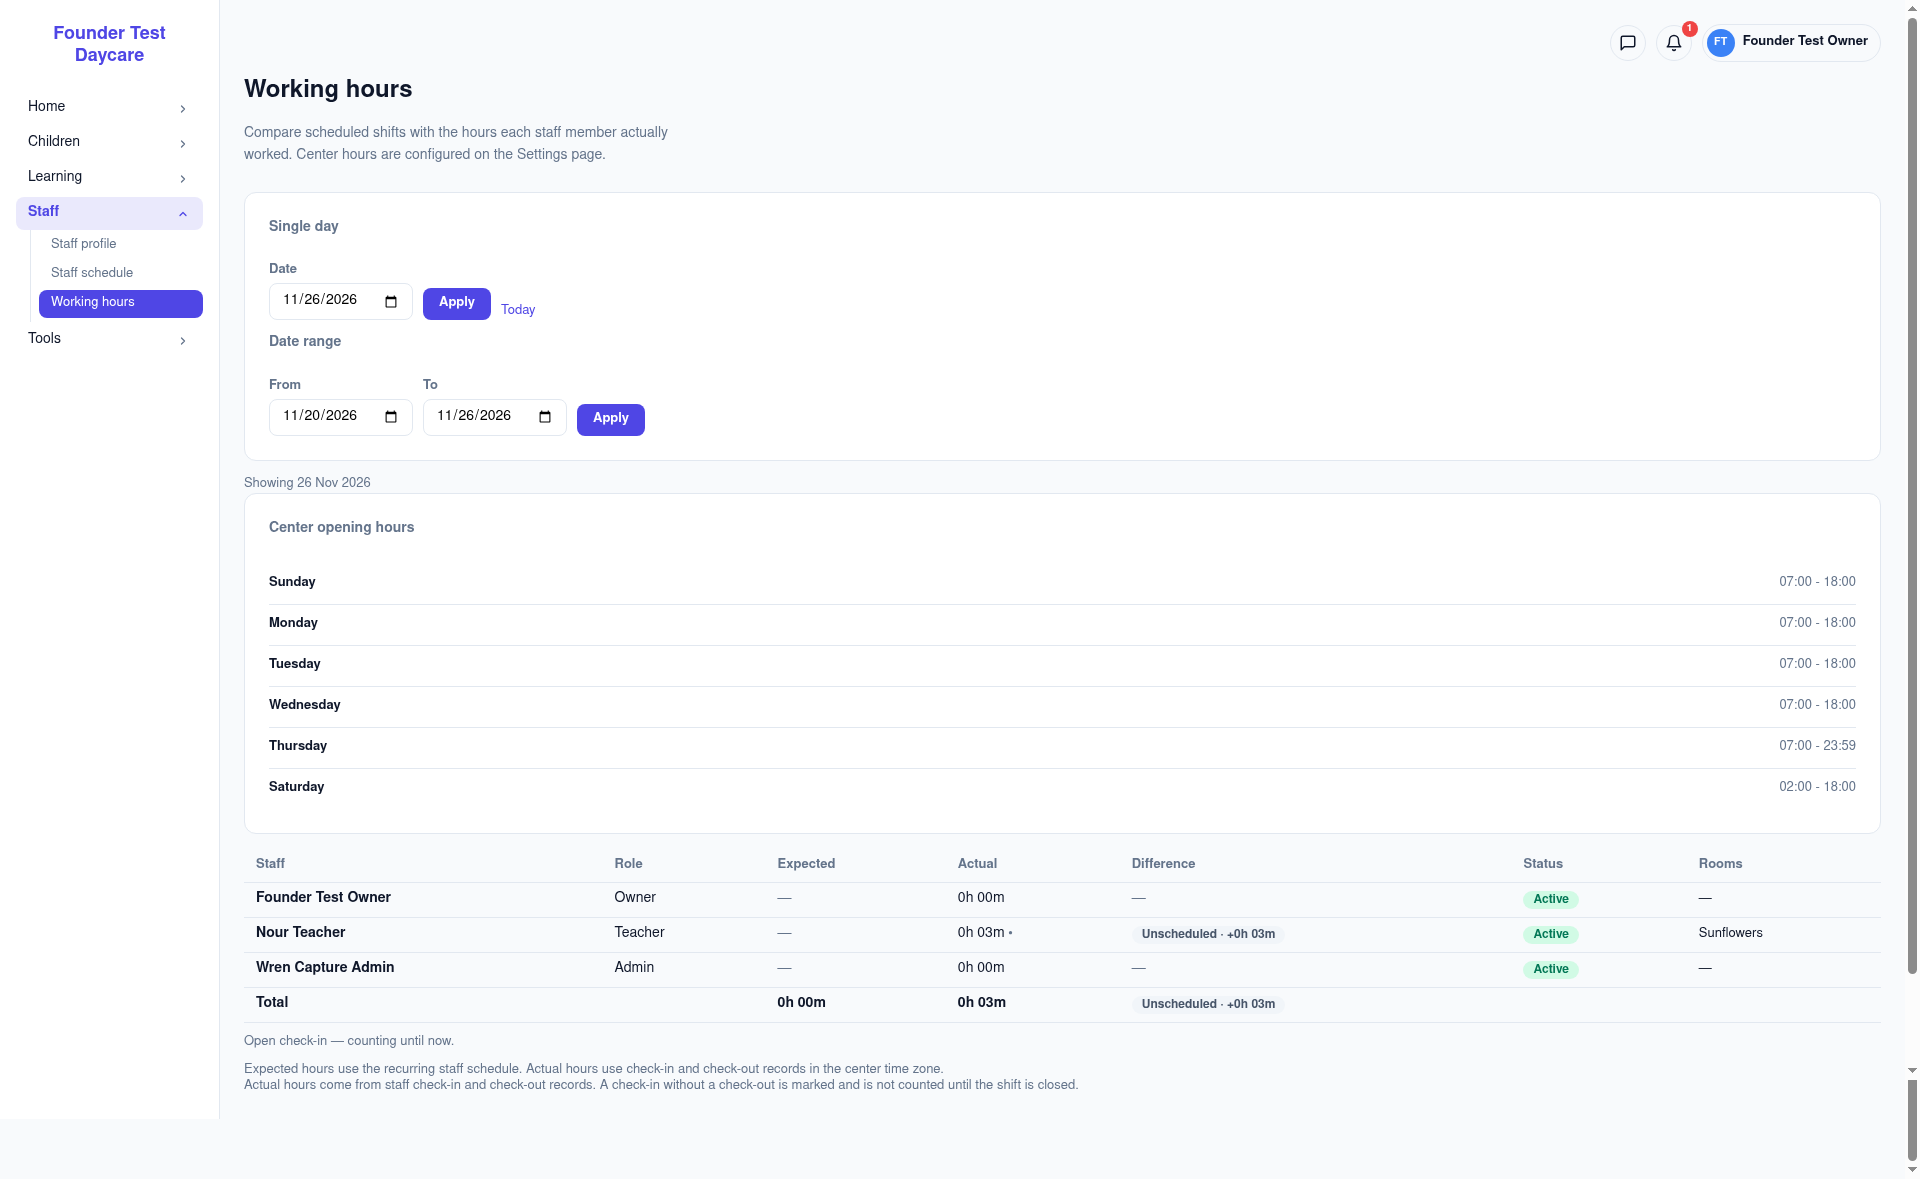 Founder Test
Daycare
Home
Children
Learning
Staff
Staff profile
Staff schedule
Working hours
Tools
1
FT
Founder Test Owner
Working hours
Compare scheduled shifts with the hours each staff member actually
worked. Center hours are configured on the Settings page.
Single day
Date
11/26/2026
Apply
Today
Date range
From To
11/20/2026 11/26/2026 Apply
Showing 26 Nov 2026
Center opening hours
Sunday 07:00 - 18:00
Monday 07:00 - 18:00
Tuesday 07:00 - 18:00
Wednesday 07:00 - 18:00
Thursday 07:00 - 23:59
Saturday 02:00 - 18:00
Staff Role Expected Actual Difference Status Rooms
Founder Test Owner Owner — 0h 00m — Active —
Nour Teacher Teacher — 0h 03m • Unscheduled · +0h 03m Active Sunflowers
Wren Capture Admin Admin — 0h 00m — Active —
Total 0h 00m 0h 03m Unscheduled · +0h 03m
Open check-in — counting until now.
Expected hours use the recurring staff schedule. Actual hours use check-in and check-out records in the center time zone.
Actual hours come from staff check-in and check-out records. A check-in without a check-out is marked and is not counted until the shift is closed.